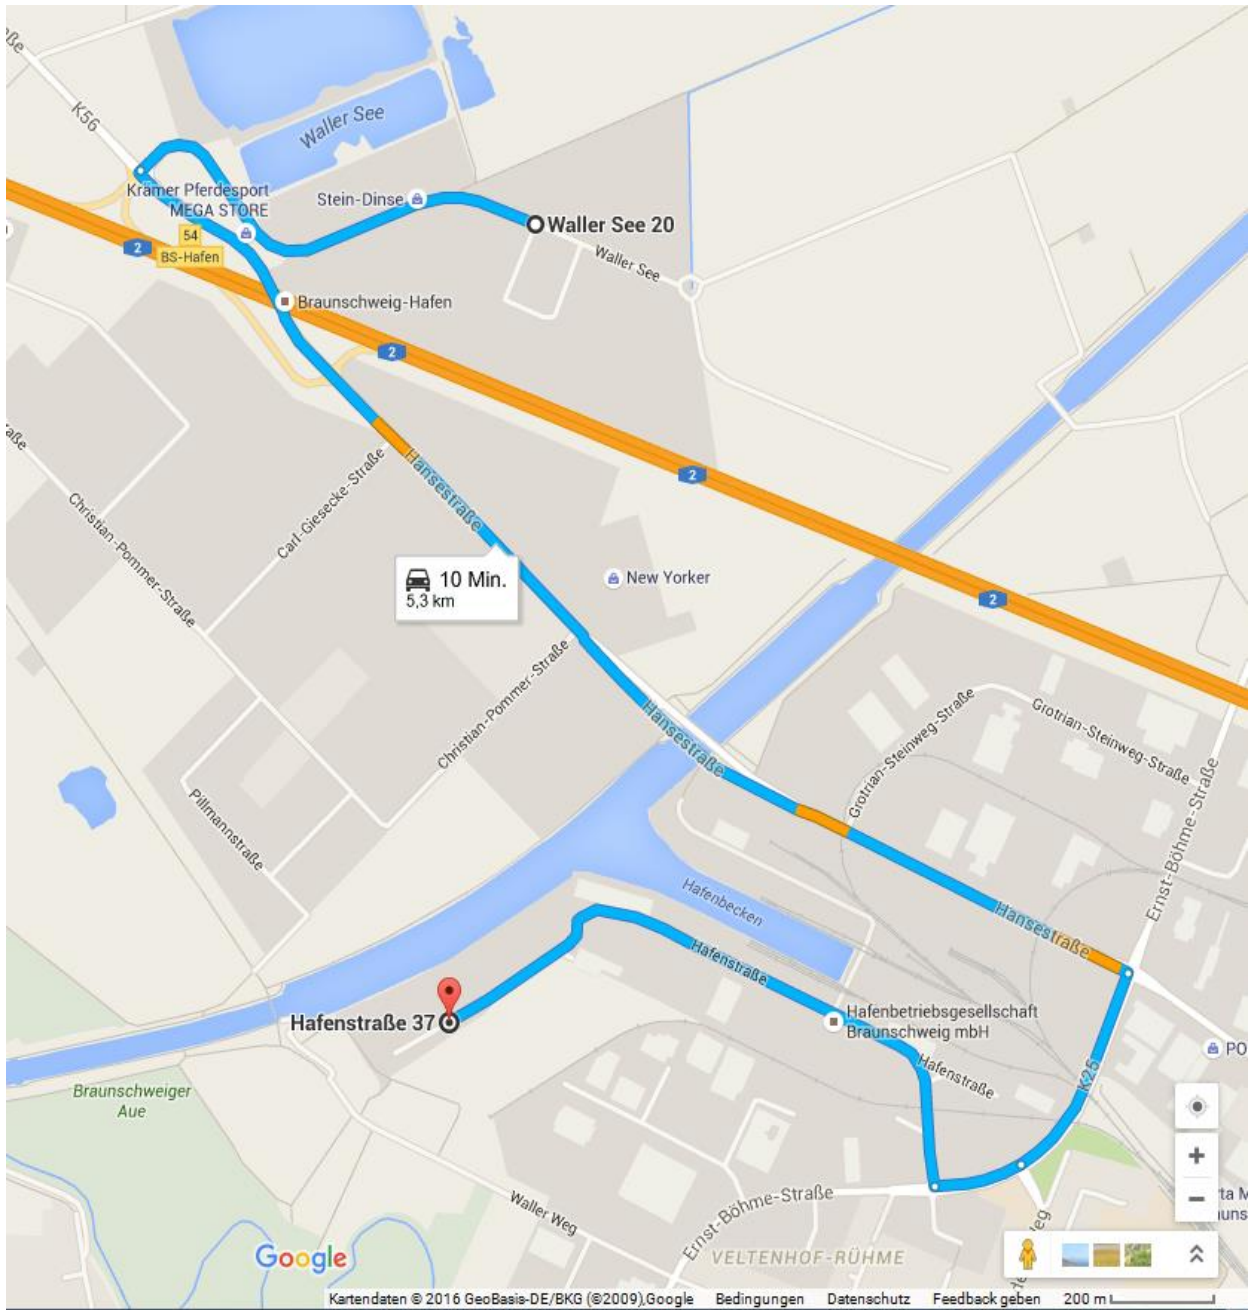 K56
Waller See
Krämer Pferdesport
MEGA STORE
Stein-Dinse
Waller See 20
54
BS-Hafen
2
Waller See
Braunschweig-Hafen
2
Hansestraße
2
Carl-Giesecke-Straße
Christian-Pommer-Straße
10 Min.
5,3 km
New Yorker
2
Christian-Pommer-Straße
Hansestraße
Grotrian-Steinweg-Straße
Grotrian-Steinweg-Straße
Pillmannstraße
Ernst-Böhme-Straße
Hafenbecken
Hansestraße
Hafenstraße
Hafenstraße 37
Hafenbetriebsgesellschaft
Braunschweig mbH
PO
Hafenstraße
K25
Braunschweiger
Aue
Waller Weg
Ernst-Böhme-Straße
VELTENHOF-RÜHME
Google
Kartendaten © 2016 GeoBasis-DE/BKG (©2009),Google Bedingungen Datenschutz Feedback geben 200 m